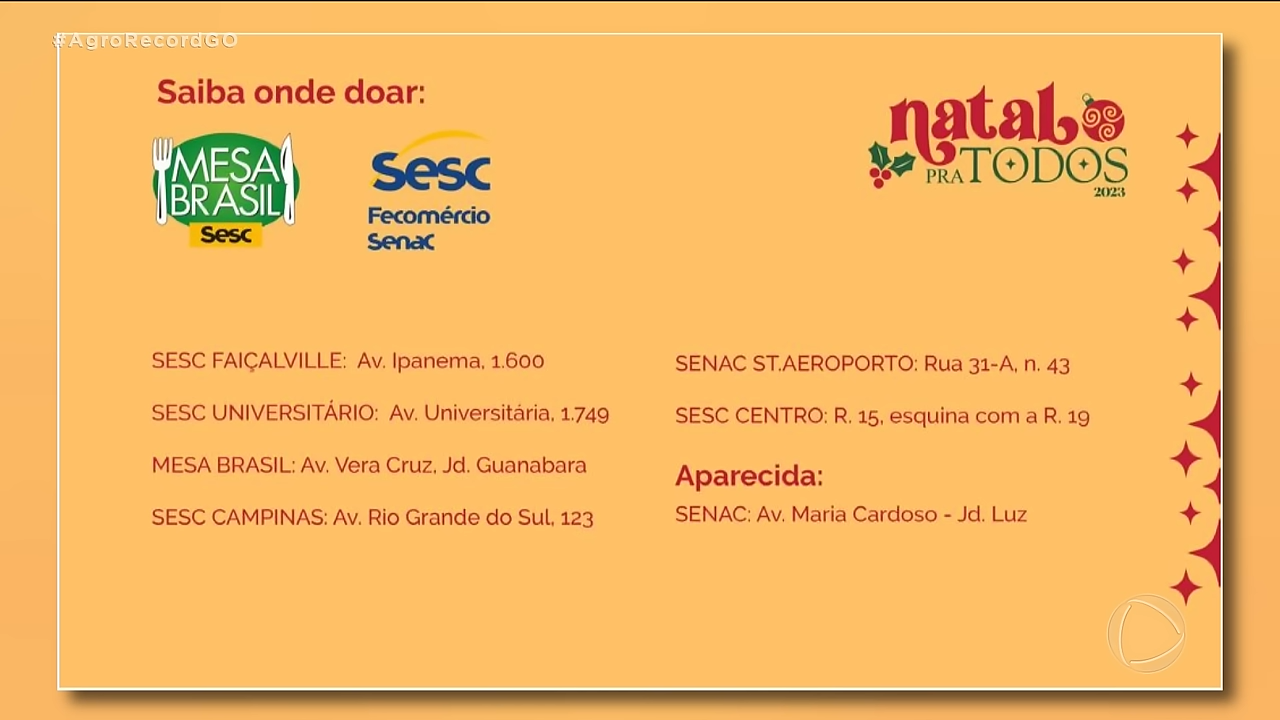 #AgroRecordGO
Saiba onde doar:
MESA
BRASIL
Sesc
Sesc
Fecomércio
Senac
natal
PRA TODOS
2023
SESC FAIÇALVILLE: Av. Ipanema, 1.600
SESC UNIVERSITÁRIO: Av. Universitária, 1.749
MESA BRASIL: Av. Vera Cruz, Jd. Guanabara
SESC CAMPINAS: Av. Rio Grande do Sul, 123
SENAC ST.AEROPORTO: Rua 31-A, n. 43
SESC CENTRO: R. 15, esquina com a R. 19
Aparecida:
SENAC: Av. Maria Cardoso - Jd. Luz